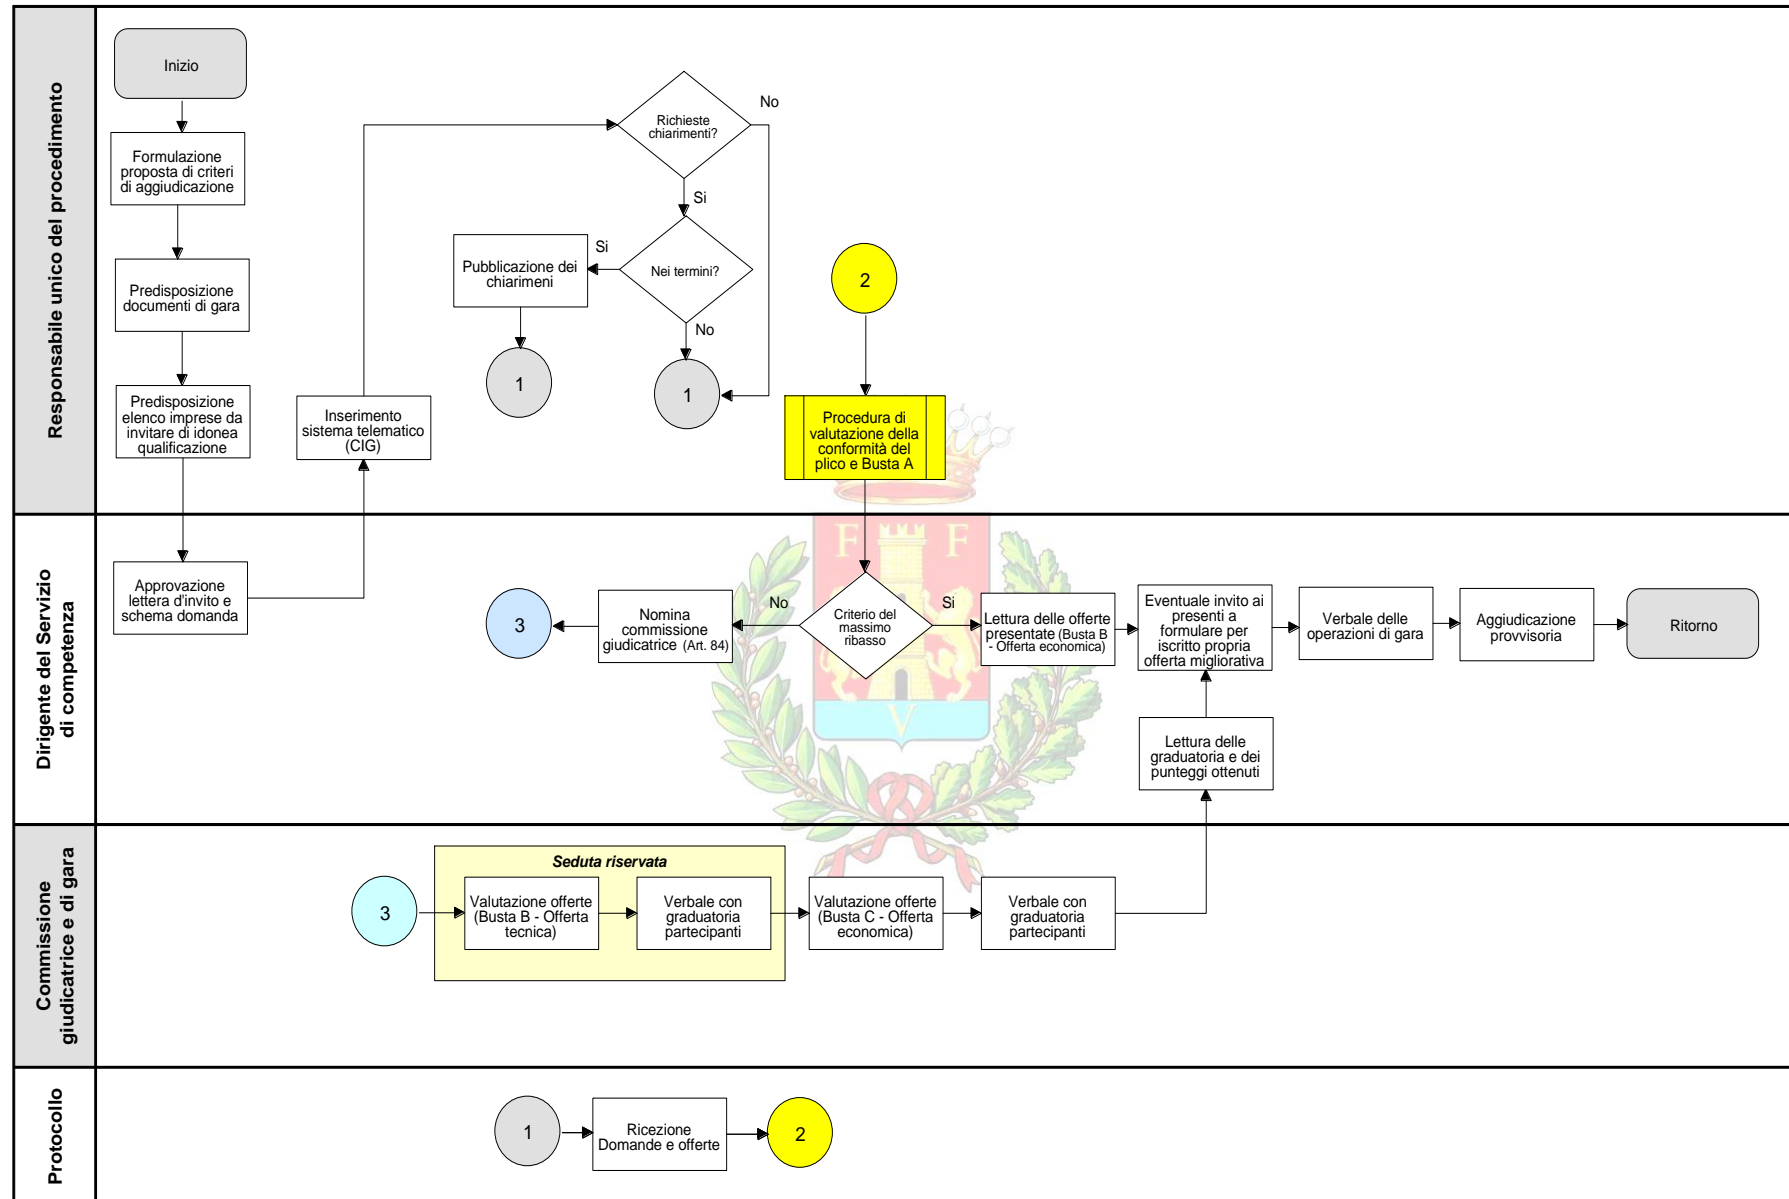 Responsabile unico del procedimento
Inizio
Formulazione
proposta di criteri
di aggiudicazione
Predisposizione
documenti di gara
Predisposizione
elenco imprese da
invitare di idonea
qualificazione
Inserimento
sistema telematico
(CIG)
Richieste
chiarimenti?
No
Si
Nei termini?
Si
No
Pubblicazione dei
chiarimeni
1
1
2
Procedura di
valutazione della
conformità del
plico e Busta A
Dirigente del Servizio
di competenza
Approvazione
lettera d'invito e
schema domanda
3
Nomina
commissione
giudicatrice (Art. 84)
No
Criterio del
massimo
ribasso
Si
Lettura delle offerte
presentate (Busta B
- Offerta economica)
Eventuale invito ai
presenti a
formulare per
iscritto propria
offerta migliorativa
Verbale delle
operazioni di gara
Aggiudicazione
provvisoria
Ritorno
Lettura delle
graduatoria e dei
punteggi ottenuti
F F
V
Commissione
giudicatrice e di gara
Seduta riservata
3
Valutazione offerte
(Busta B - Offerta
tecnica)
Verbale con
graduatoria
partecipanti
Valutazione offerte
(Busta C - Offerta
economica)
Verbale con
graduatoria
partecipanti
Protocollo
1
Ricezione
Domande e offerte
2